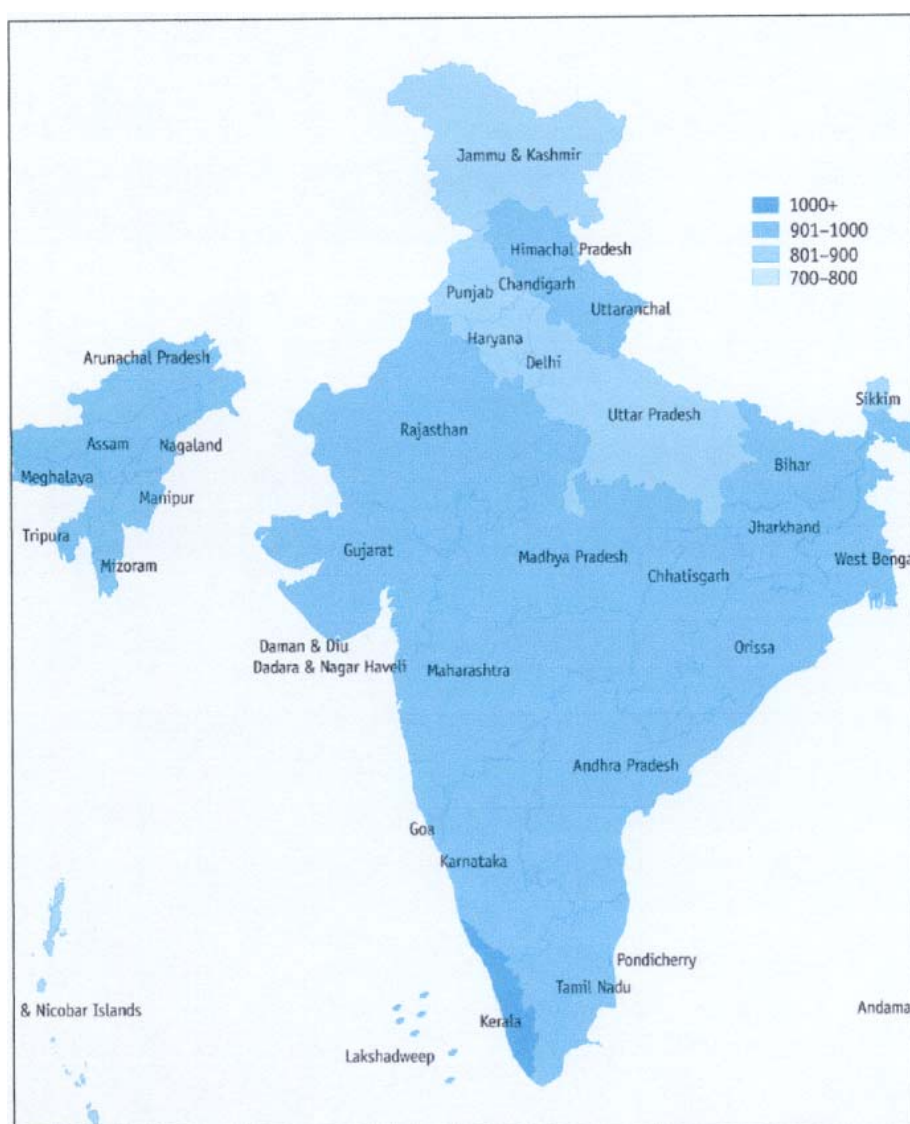 Jammu & Kashmir
1000+
901–1000
801–900
700–800
Himachal Pradesh
Chandigarh
Punjab
Uttaranchal
Haryana
Delhi
Arunachal Pradesh
Sikkim
Uttar Pradesh
Rajasthan
Assam
Nagaland
Bihar
Meghalaya
Manipur
Jharkhand
Tripura
Gujarat
Madhya Pradesh
West Benga
Mizoram
Chhatisgarh
Daman & Diu
Dadara & Nagar Haveli
Maharashtra
Orissa
Andhra Pradesh
Goa
Karnataka
Pondicherry
Tamil Nadu
& Nicobar Islands
Andama
Kerala
Lakshadweep